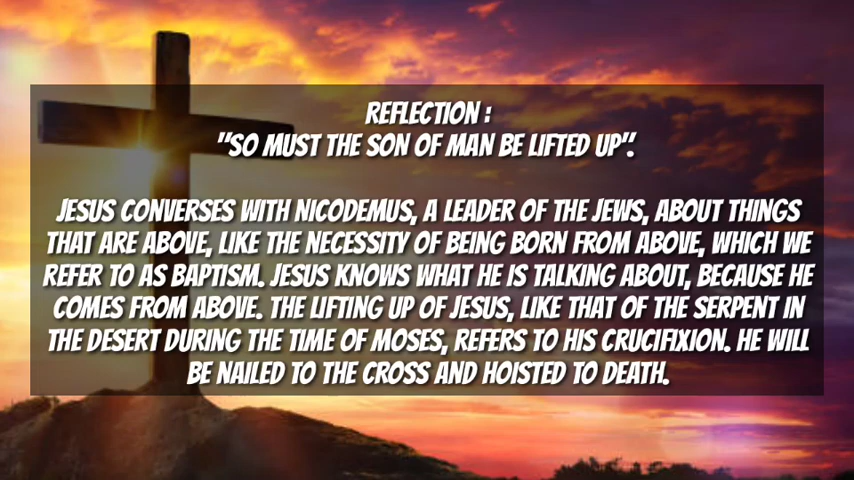 REFLECTION :
"SO MUST THE SON OF MAN BE LIFTED UP".
JESUS CONVERSES WITH NICODEMUS, A LEADER OF THE JEWS, ABOUT THINGS
THAT ARE ABOVE, LIKE THE NECESSITY OF BEING BORN FROM ABOVE, WHICH WE
REFER TO AS BAPTISM. JESUS KNOWS WHAT HE IS TALKING ABOUT, BECAUSE HE
COMES FROM ABOVE. THE LIFTING UP OF JESUS, LIKE THAT OF THE SERPENT IN
THE DESERT DURING THE TIME OF MOSES, REFERS TO HIS CRUCIFIXION. HE WILL
BE NAILED TO THE CROSS AND HOISTED TO DEATH.